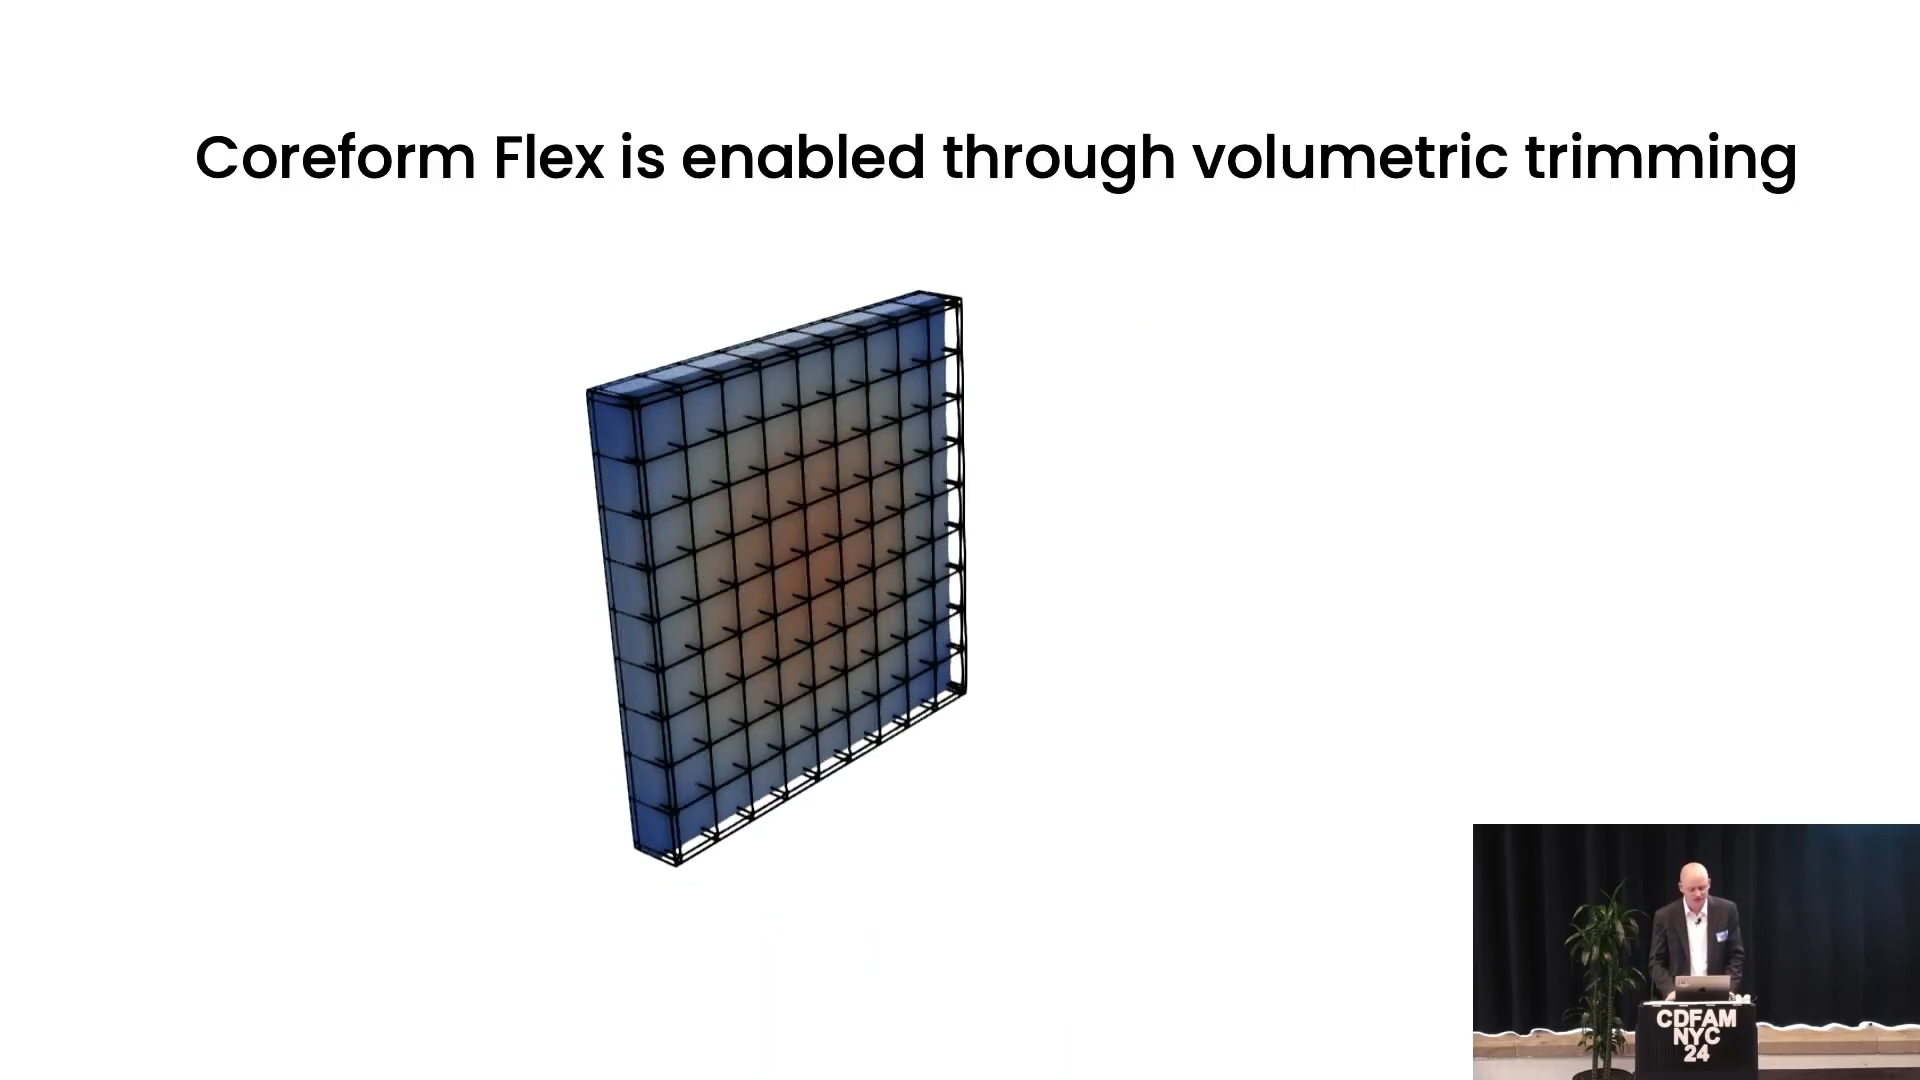 Coreform Flex is enabled through volumetric trimming
CDFAM
NYC
24